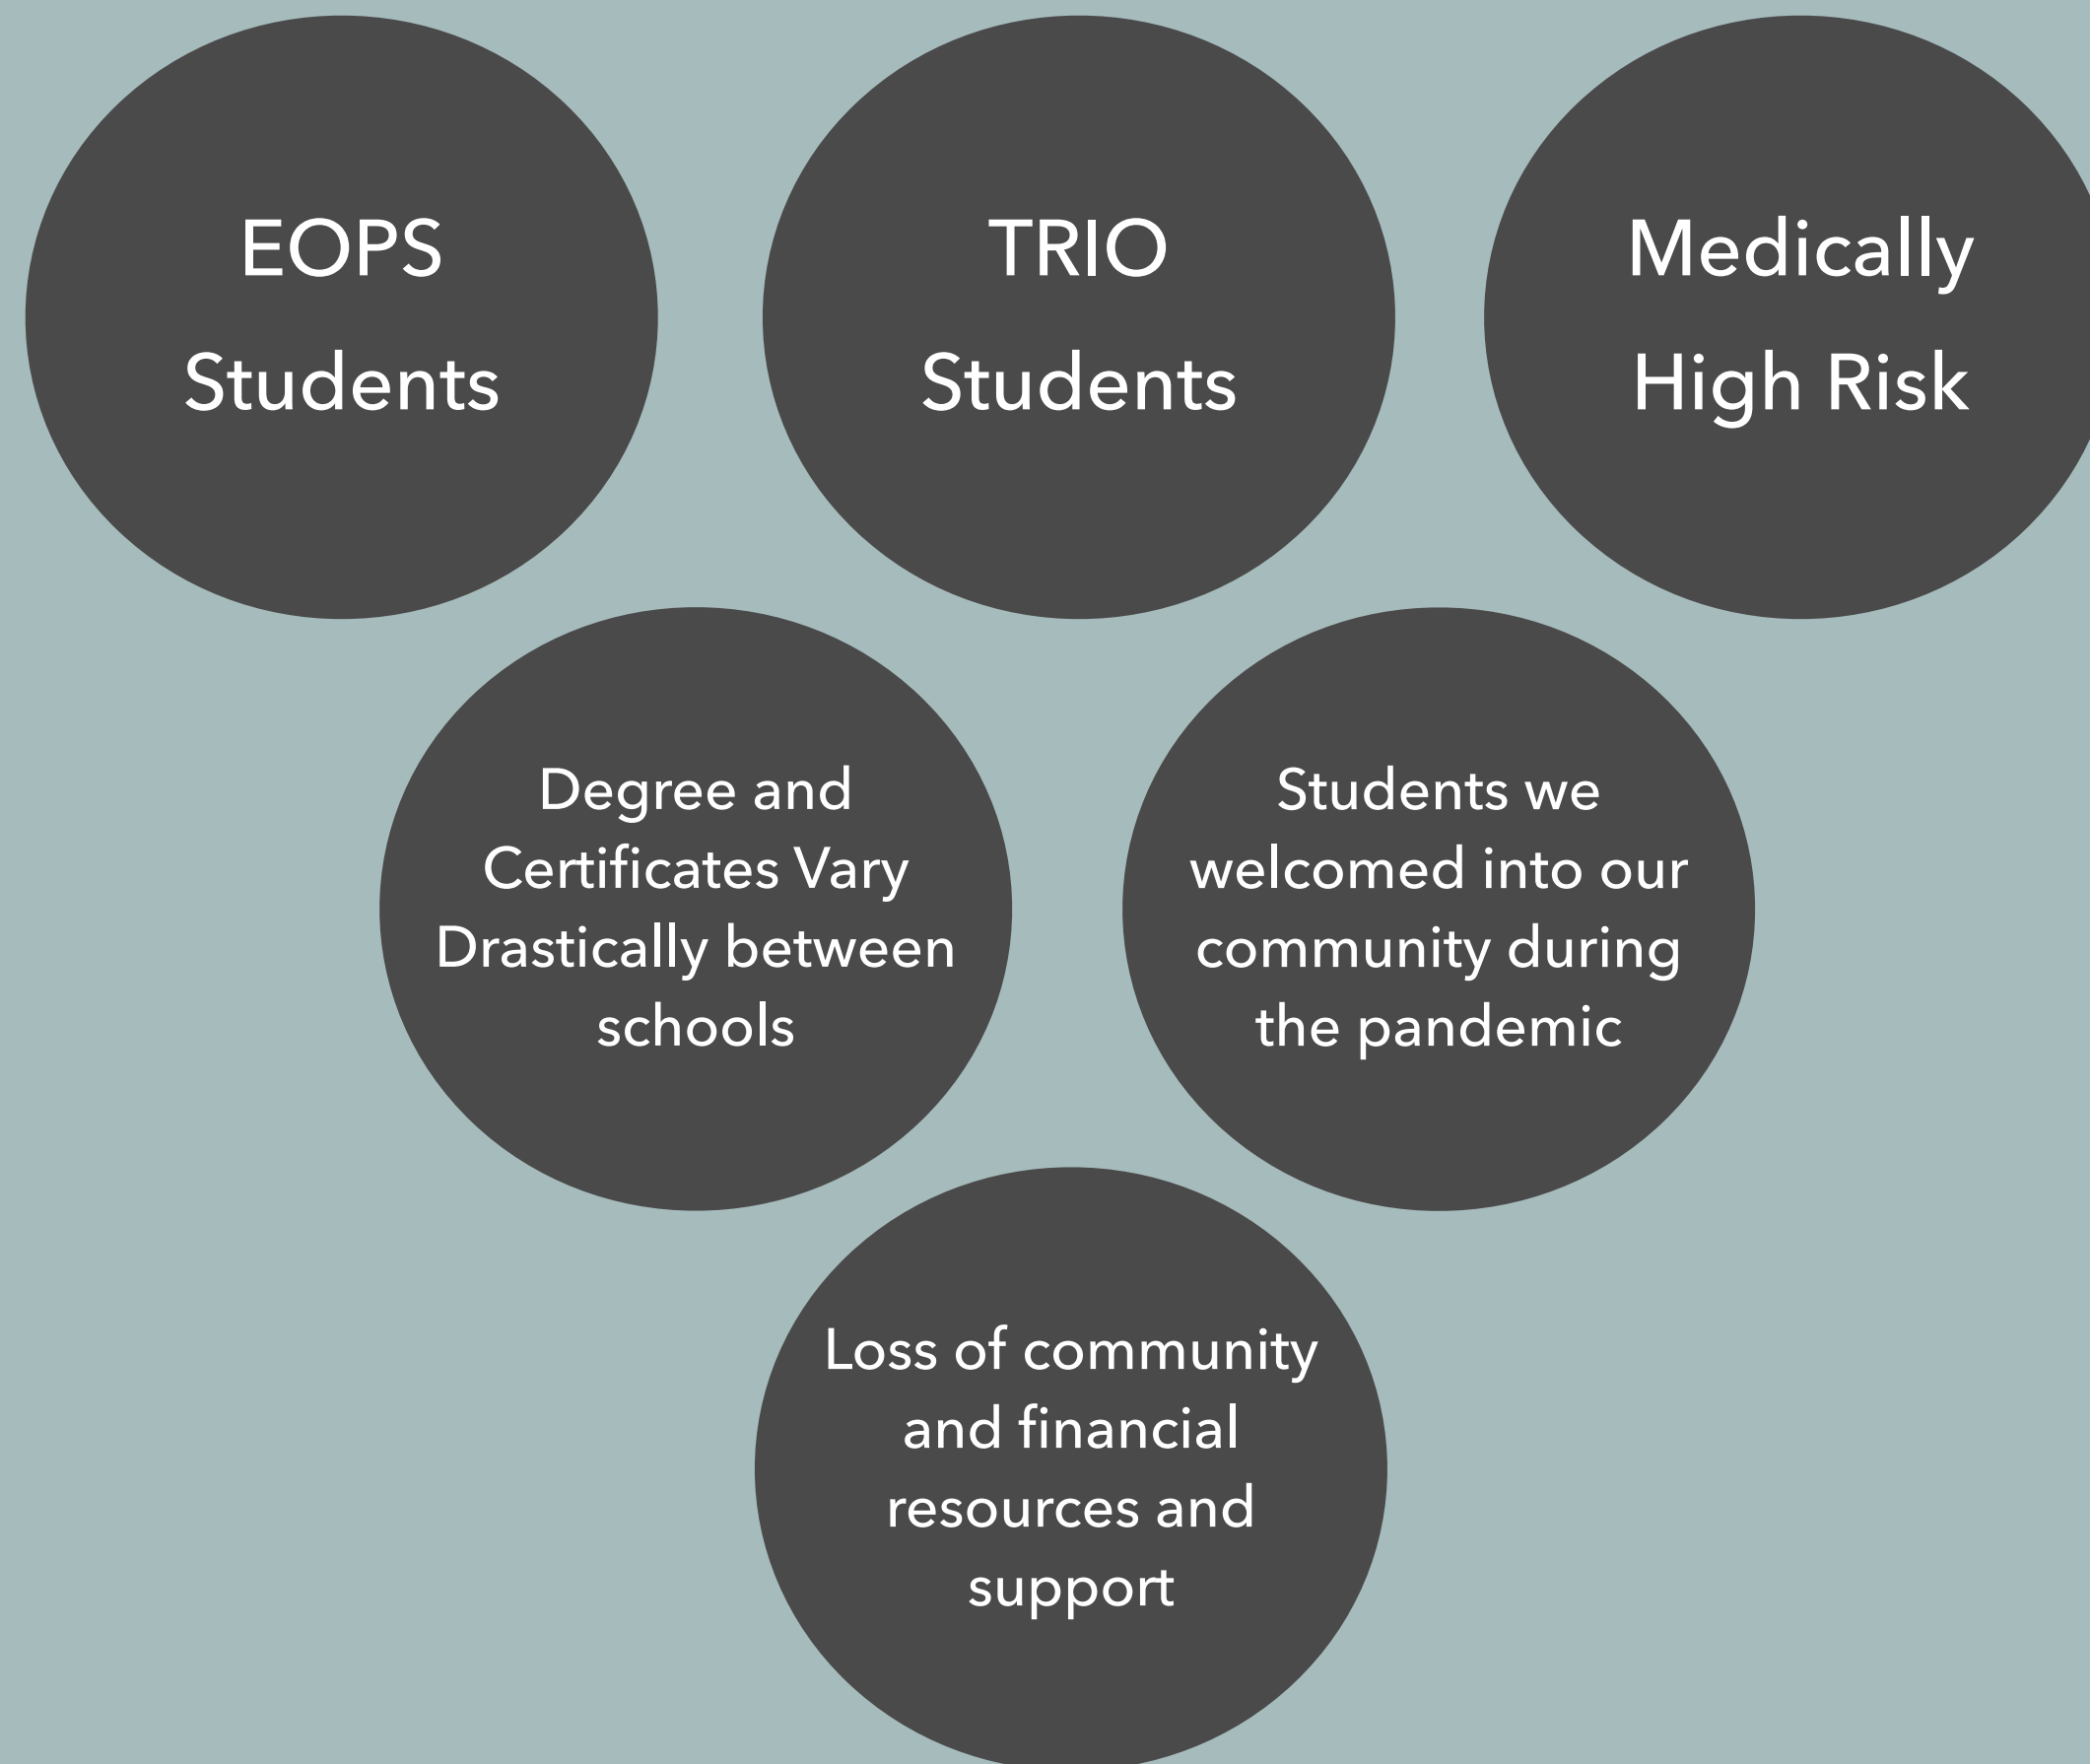 EOPS
Students
TRIO
Students
Medically
High Risk
Degree and
Certificates Vary
Drastically between
schools
Students we
welcomed into our
community during
the pandemic
Loss of community
and financial
resources and
support